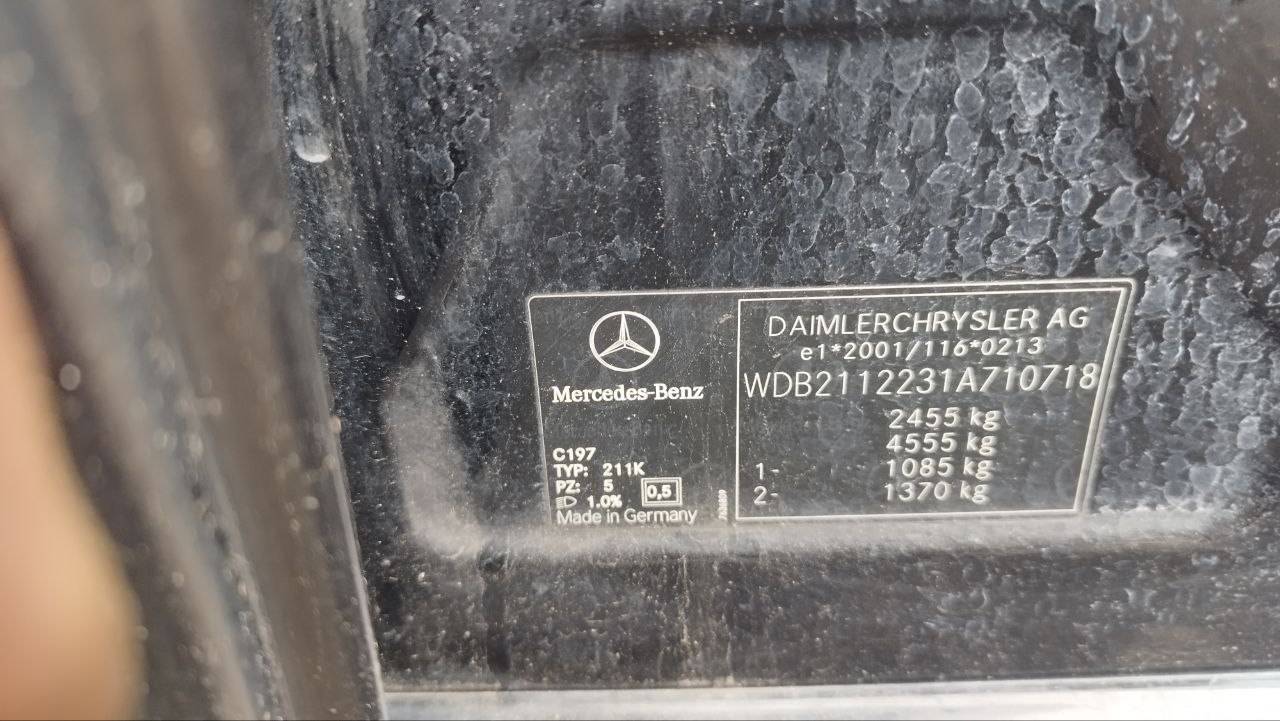 Mercedes-Benz
C197
TYP: 211K
PZ: 5
1.0%
0,5
Made in Germany
DAIMLERCHRYSLER AG
e1*2001/116*0213
WDB2112231A710718
2455 kg
4555 kg
1- 1085 kg
2- 1370 kg